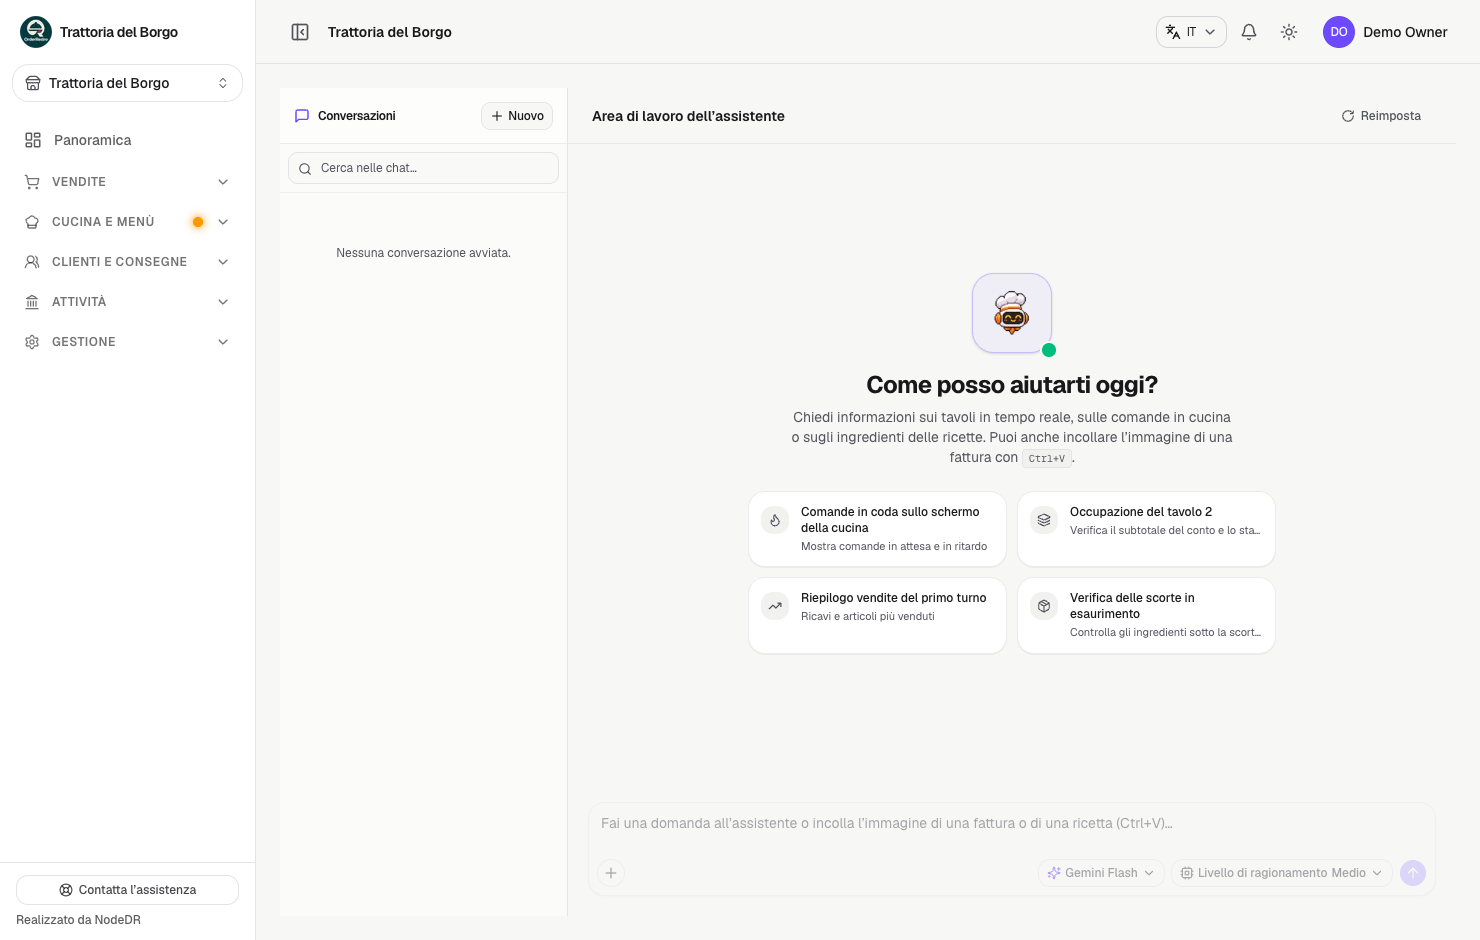 Trattoria del Borgo
Trattoria del Borgo
Panoramica
VENDITE
CUCINA E MENÙ
CLIENTI E CONSEGNE
ATTIVITÀ
GESTIONE
Contatta l'assistenza
Realizzato da NodeDR
Trattoria del Borgo
IT
DO
Demo Owner
Conversazioni
Nuovo
Cerca nelle chat...
Nessuna conversazione avviata.
Area di lavoro dell'assistente
Reimposta
Come posso aiutarti oggi?
Chiedi informazioni sui tavoli in tempo reale, sulle comande in cucina
o sugli ingredienti delle ricette. Puoi anche incollare l'immagine di una
fattura con Ctrl+V.
Comande in coda sullo schermo
della cucina
Mostra comande in attesa e in ritardo
Occupazione del tavolo 2
Verifica il subtotale del conto e lo sta...
Riepilogo vendite del primo turno
Ricavi e articoli più venduti
Verifica delle scorte in
esaurimento
Controlla gli ingredienti sotto la scort...
Fai una domanda all'assistente o incolla l'immagine di una fattura o di una ricetta (Ctrl+V)...
Gemini Flash
Livello di ragionamento Medio